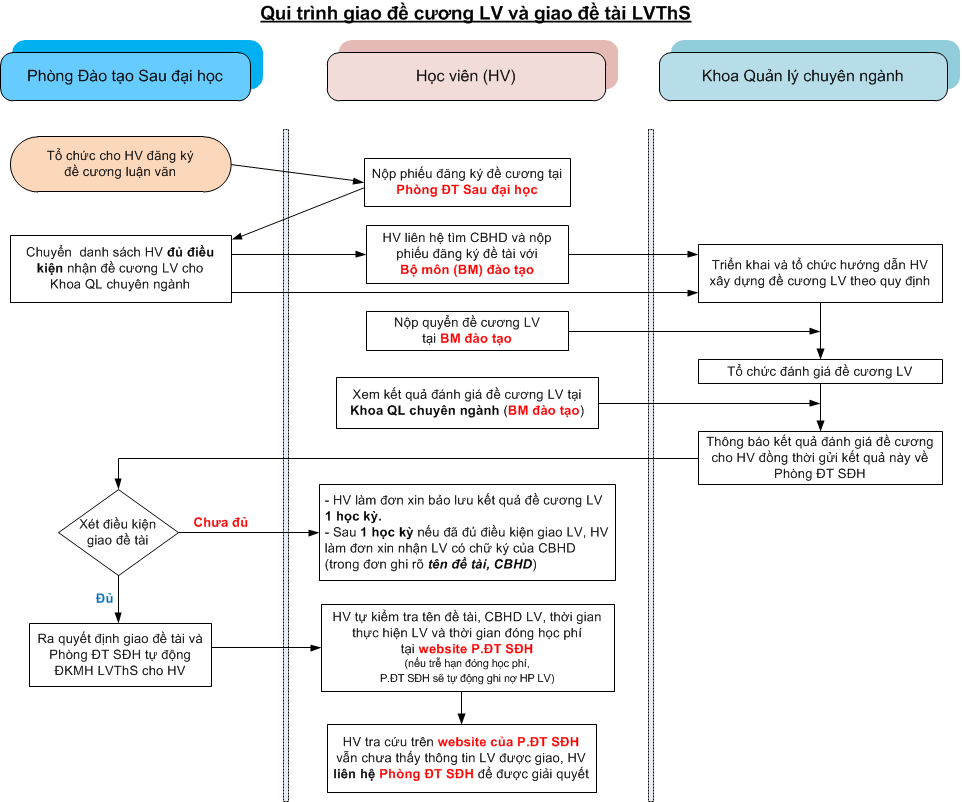 Qui trình giao đề cương LV và giao đề tài LVThS
Phòng Đào tạo Sau đại học
Học viên (HV)
Khoa Quản lý chuyên ngành
Tổ chức cho HV đăng ký
đề cương luận văn
Nộp phiếu đăng ký đề cương tại
Phòng ĐT Sau đại học
Chuyển danh sách HV đủ điều
kiện nhận đề cương LV cho
Khoa QL chuyên ngành
HV liên hệ tìm CBHD và nộp
phiếu đăng ký đề tài với
Bộ môn (BM) đào tạo
Triển khai và tổ chức hướng dẫn HV
xây dựng đề cương LV theo quy định
Nộp quyển đề cương LV
tại BM đào tạo
Tổ chức đánh giá đề cương LV
Xem kết quả đánh giá đề cương LV tại
Khoa QL chuyên ngành (BM đào tạo)
Thông báo kết quả đánh giá đề cương
cho HV đồng thời gửi kết quả này về
Phòng ĐT SĐH
Xét điều kiện
giao đề tài
Chưa đủ
- HV làm đơn xin bảo lưu kết quả đề cương LV
1 học kỳ.
- Sau 1 học kỳ nếu đã đủ điều kiện giao LV, HV
làm đơn xin nhận LV có chữ ký của CBHD
(trong đơn ghi rõ tên đề tài, CBHD)
Đủ
Ra quyết định giao đề tài và
Phòng ĐT SĐH tự động
ĐKMH LVThS cho HV
HV tự kiểm tra tên đề tài, CBHD LV, thời gian
thực hiện LV và thời gian đóng học phí
tại website P.ĐT SĐH
(nếu trễ hạn đóng học phí,
P.ĐT SĐH sẽ tự động ghi nợ HP LV)
HV tra cứu trên website của P.ĐT SĐH
vẫn chưa thấy thông tin LV được giao, HV
liên hệ Phòng ĐT SĐH để được giải quyết